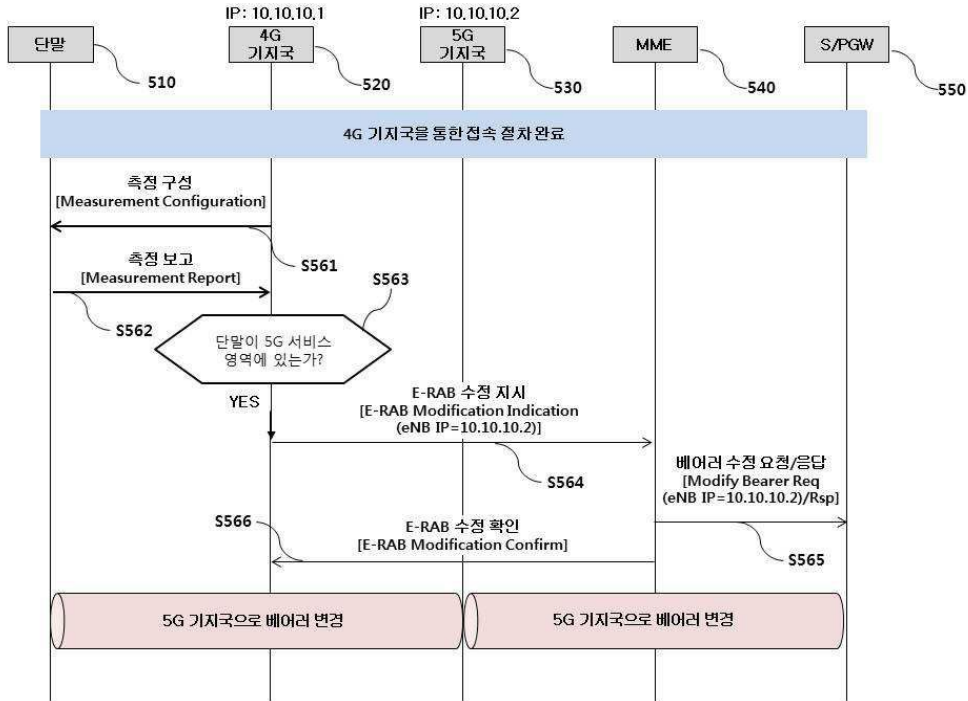 IP: 10.10.10.1
IP: 10.10.10.2
단말
4G
기지국
5G
기지국
MME
S/PGW
510
520
530
540
550
4G 기지국을 통한 접속 절차 완료
측정 구성
[Measurement Configuration]
S561
측정 보고
[Measurement Report]
S563
S562
단말이 5G 서비스
영역에 있는가?
YES
E-RAB 수정 지시
[E-RAB Modification Indication
(eNB IP=10.10.10.2)]
S564
베어러 수정 요청/응답
[Modify Bearer Req
(eNB IP=10.10.10.2)/Rsp]
S565
S566
E-RAB 수정 확인
[E-RAB Modification Confirm]
5G 기지국으로 베어러 변경
5G 기지국으로 베어러 변경